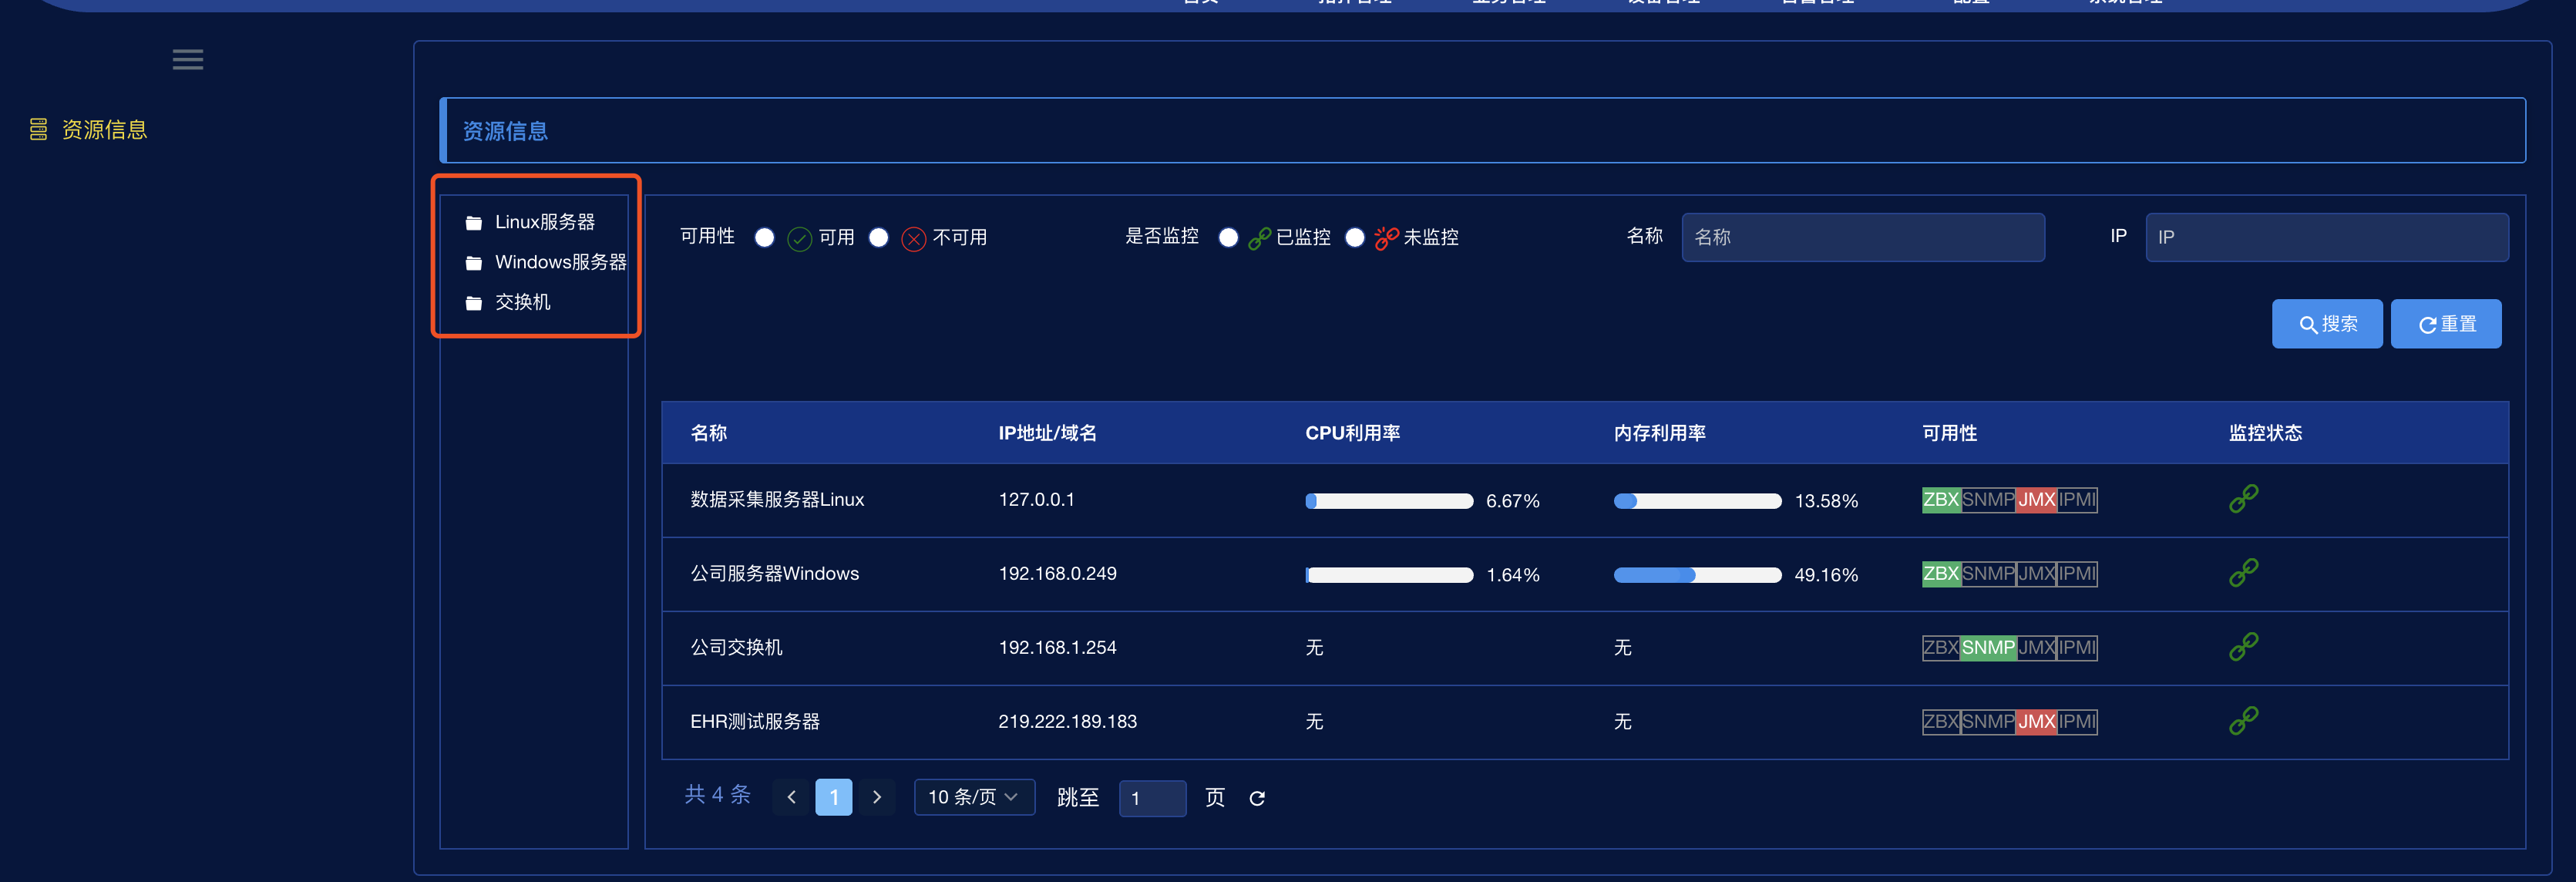 资源信息
资源信息
Linux服务器
Windows服务器
交换机
可用性 可用 不可用 是否监控 已监控 未监控 名称 名称 IP IP
搜索 重置
名称 IP地址/域名 CPU利用率 内存利用率 可用性 监控状态
数据采集服务器Linux 127.0.0.1 6.67% 13.58% ZBX SNMP JMX IPMI
公司服务器Windows 192.168.0.249 1.64% 49.16% ZBX SNMP JMX IPMI
公司交换机 192.168.1.254 无 无 ZBX SNMP JMX IPMI
EHR测试服务器 219.222.189.183 无 无 ZBX SNMP JMX IPMI
共 4 条 1 10 条/页 跳至 1 页